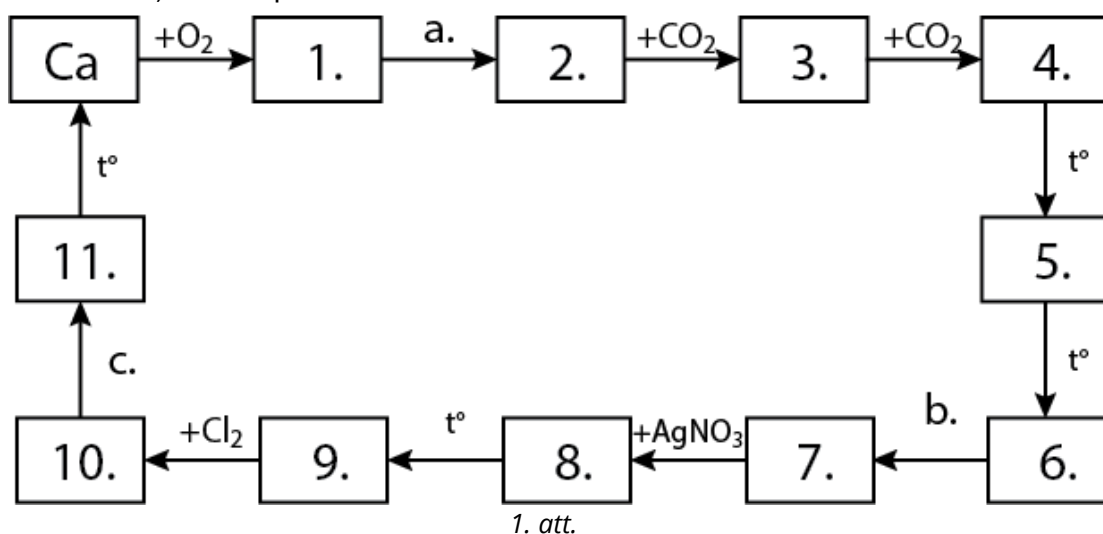 Ca +O₂ 1. a. 2. +CO₂ 3. +CO₂ 4.
t° t°
11. 5.
c. t°
10. +Cl₂ 9. t° 8. +AgNO₃ 7. b. 6.
1. att.